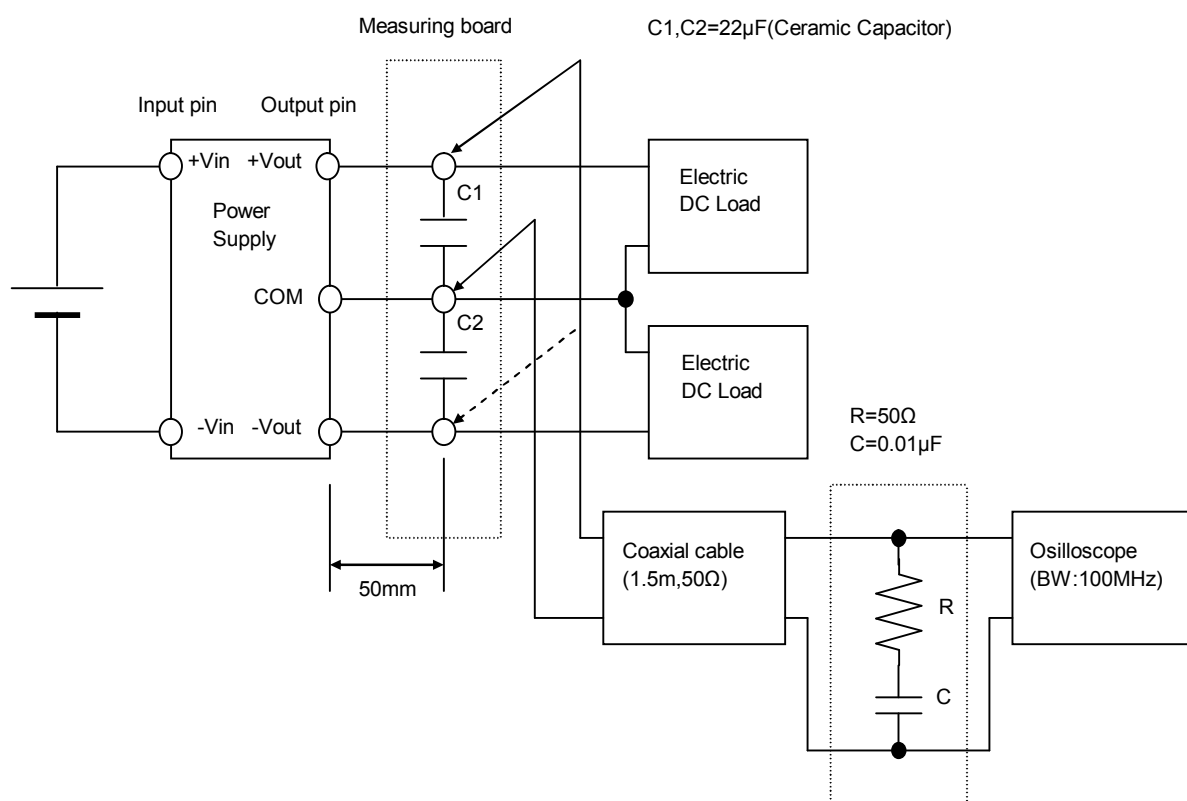 Measuring board
C1,C2=22µF(Ceramic Capacitor)
Input pin
Output pin
+Vin
+Vout
C1
Electric
DC Load
Power
Supply
COM
C2
Electric
DC Load
-Vin
-Vout
R=50Ω
C=0.01µF
50mm
Coaxial cable
(1.5m,50Ω)
R
C
Osilloscope
(BW:100MHz)